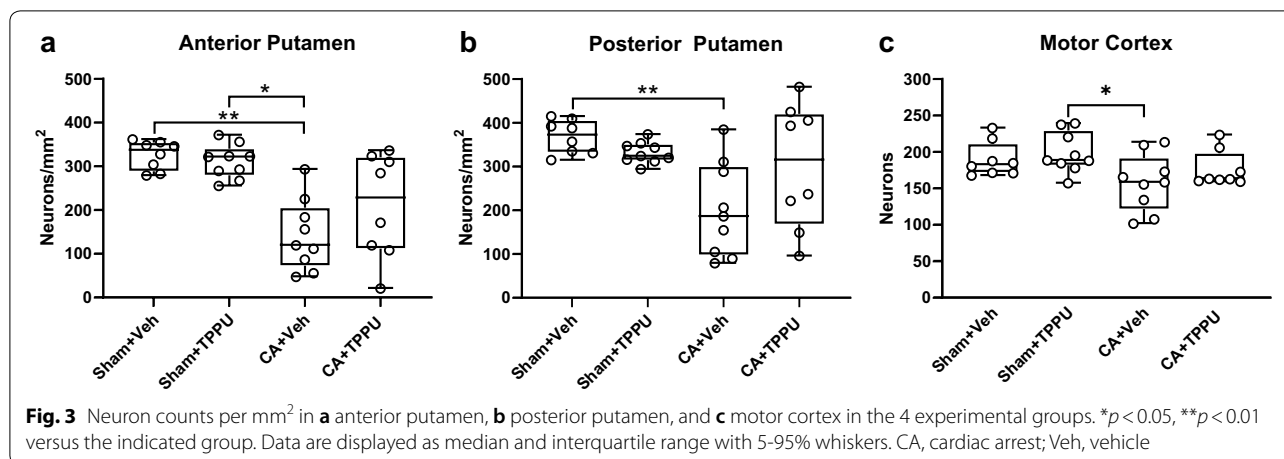 a Anterior Putamen
**
*
Neurons/mm²
500
400
300
200
100
0
Sham+Veh
Sham+TPPU
CA+Veh
CA+TPPU
b Posterior Putamen
**
Neurons/mm²
500
400
300
200
100
0
Sham+Veh
Sham+TPPU
CA+Veh
CA+TPPU
c Motor Cortex
*
Neurons
300
250
200
150
100
50
0
Sham+Veh
Sham+TPPU
CA+Veh
CA+TPPU
Fig. 3 Neuron counts per mm² in a anterior putamen, b posterior putamen, and c motor cortex in the 4 experimental groups. *p < 0.05, **p < 0.01
versus the indicated group. Data are displayed as median and interquartile range with 5-95% whiskers. CA, cardiac arrest; Veh, vehicle